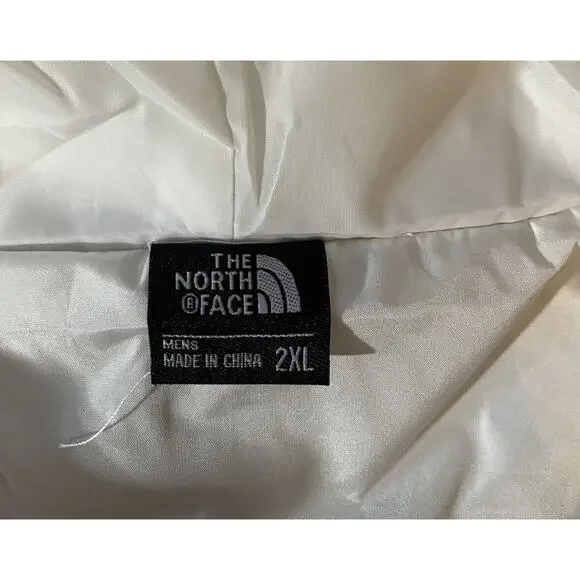 THE
NORTH
®FACE
MENS
MADE IN CHINA 2XL